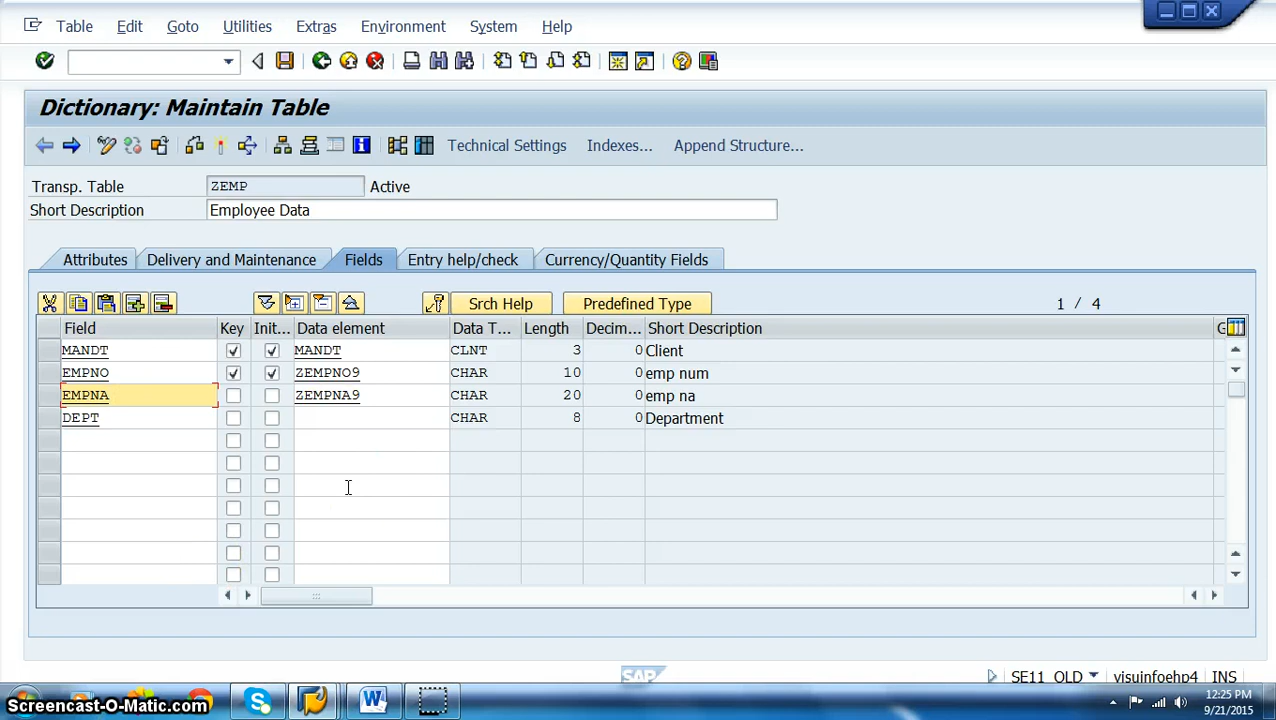 Table Edit Goto Utilities Extras Environment System Help
Dictionary: Maintain Table
Technical Settings Indexes... Append Structure...
Transp. Table ZEMP Active
Short Description Employee Data
Attributes Delivery and Maintenance Fields Entry help/check Currency/Quantity Fields
Srch Help Predefined Type 1 / 4
Field Key Init... Data element Data T... Length Decim... Short Description G
MANDT MANDT CLNT 3 0 Client
EMPNO ZEMPNO9 CHAR 10 0 emp num
EMPNA ZEMPNA9 CHAR 20 0 emp na
DEPT CHAR 8 0 Department
SAP
SE11_OLD visuinfoehp4 INS
Screencast-O-Matic.com
12:25 PM
9/21/2015